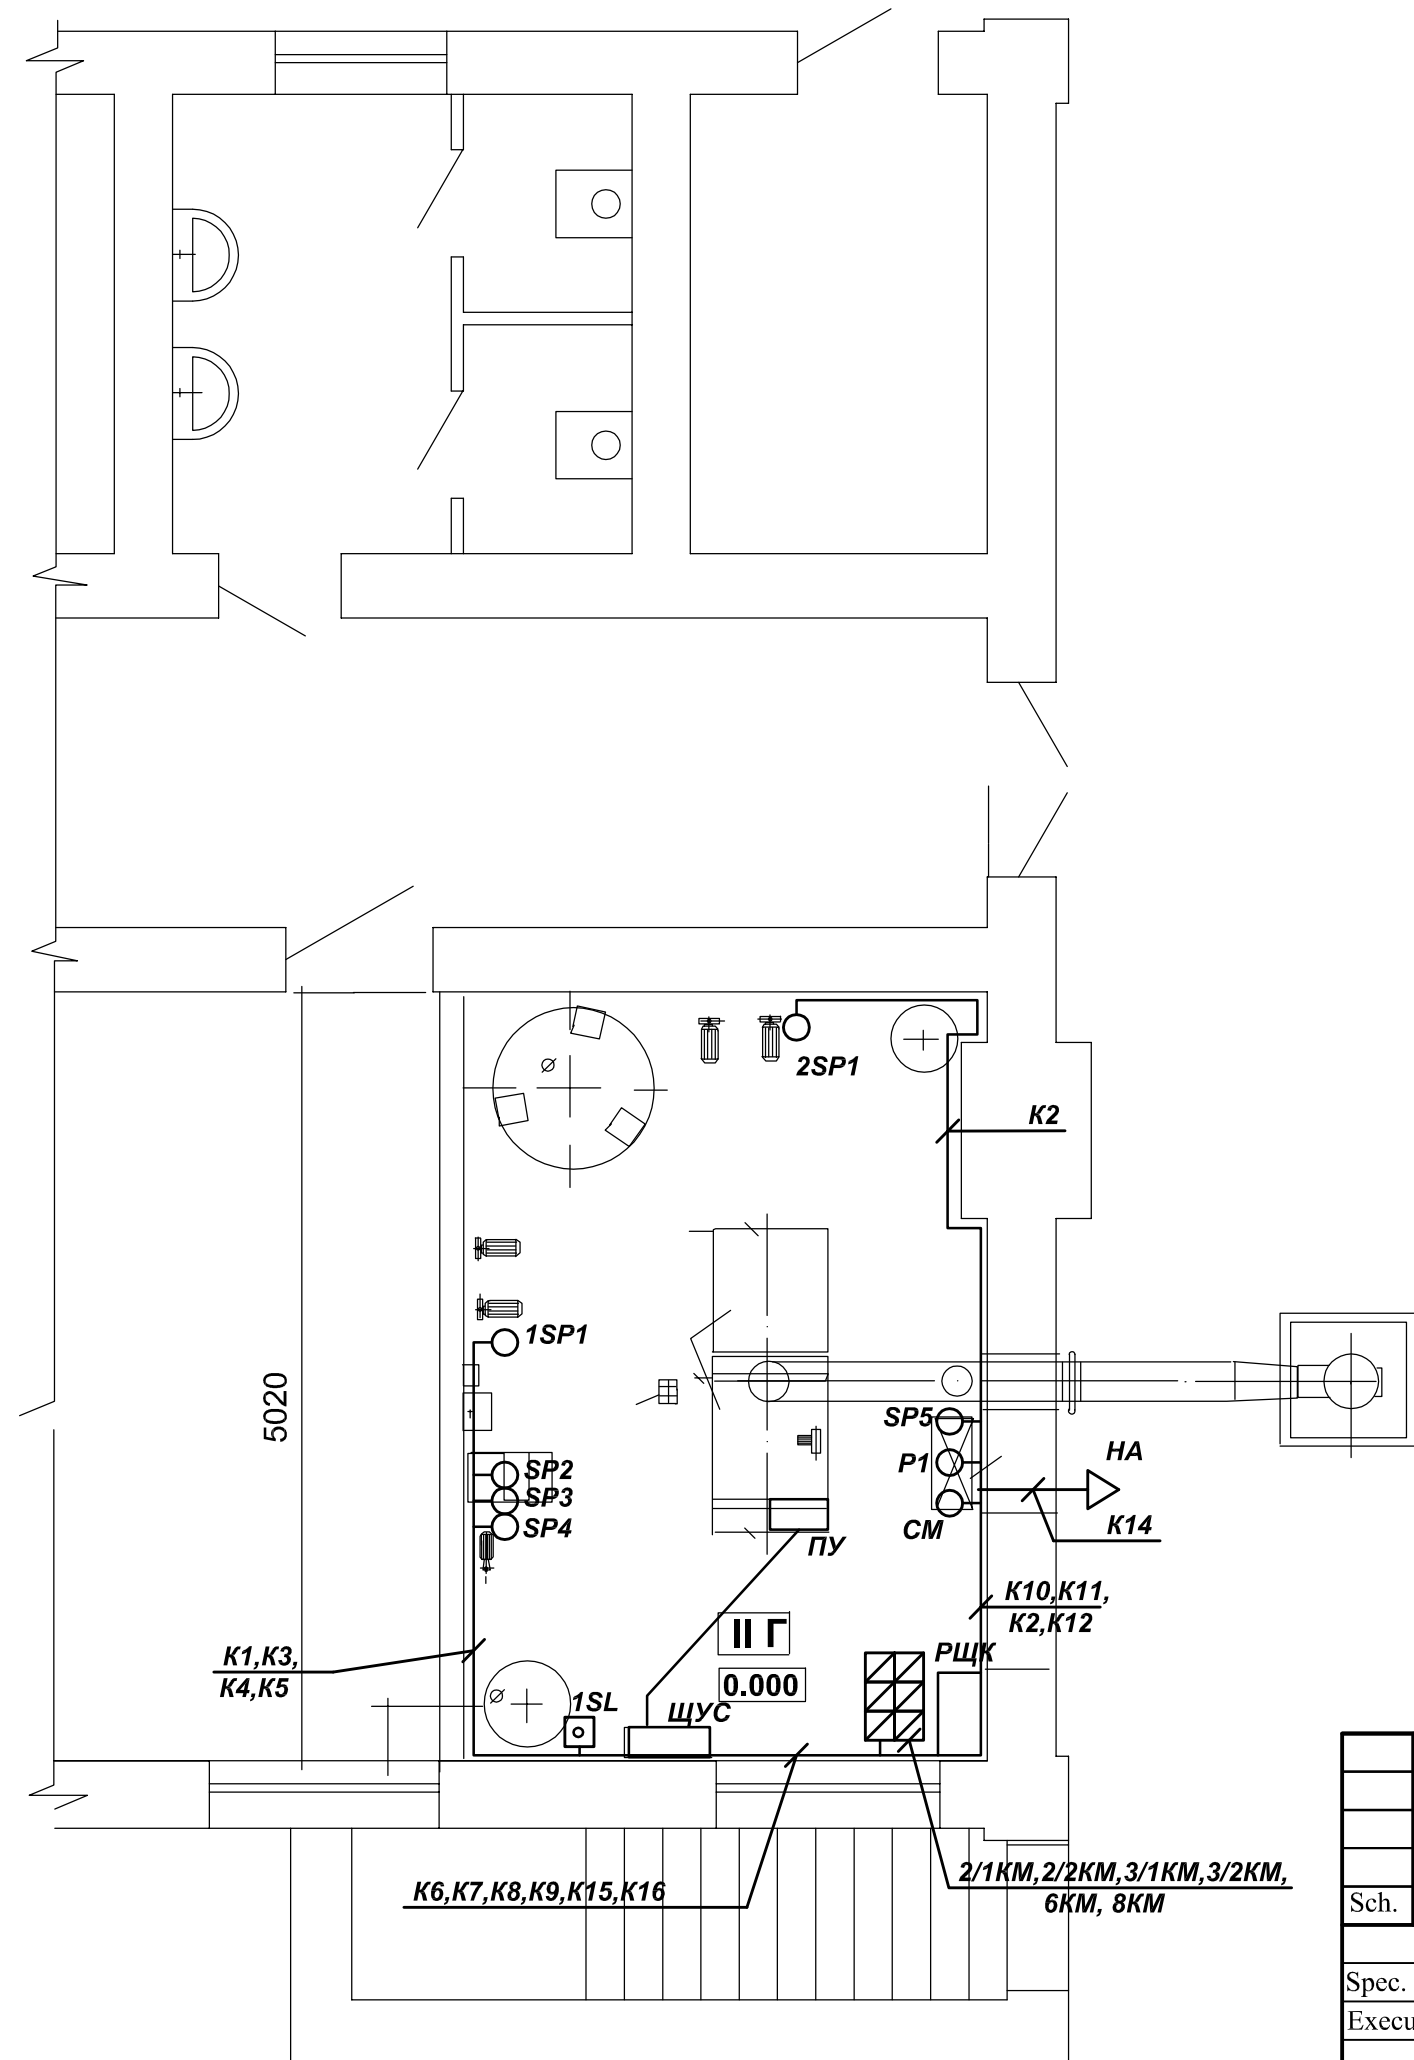 2SP1
К2
1SP1
5020
SP5
НА
P1
SP2
SP3
SP4
СМ
К14
ПУ
К10,К11,
К2,К12
II Г
РЩК
К1,К3,
К4,К5
0.000
1SL
ЩУС
2/1КМ,2/2КМ,3/1КМ,3/2КМ,
6КМ, 8КМ
К6,К7,К8,К9,К15,К16
Sch.
Spec.
Execu